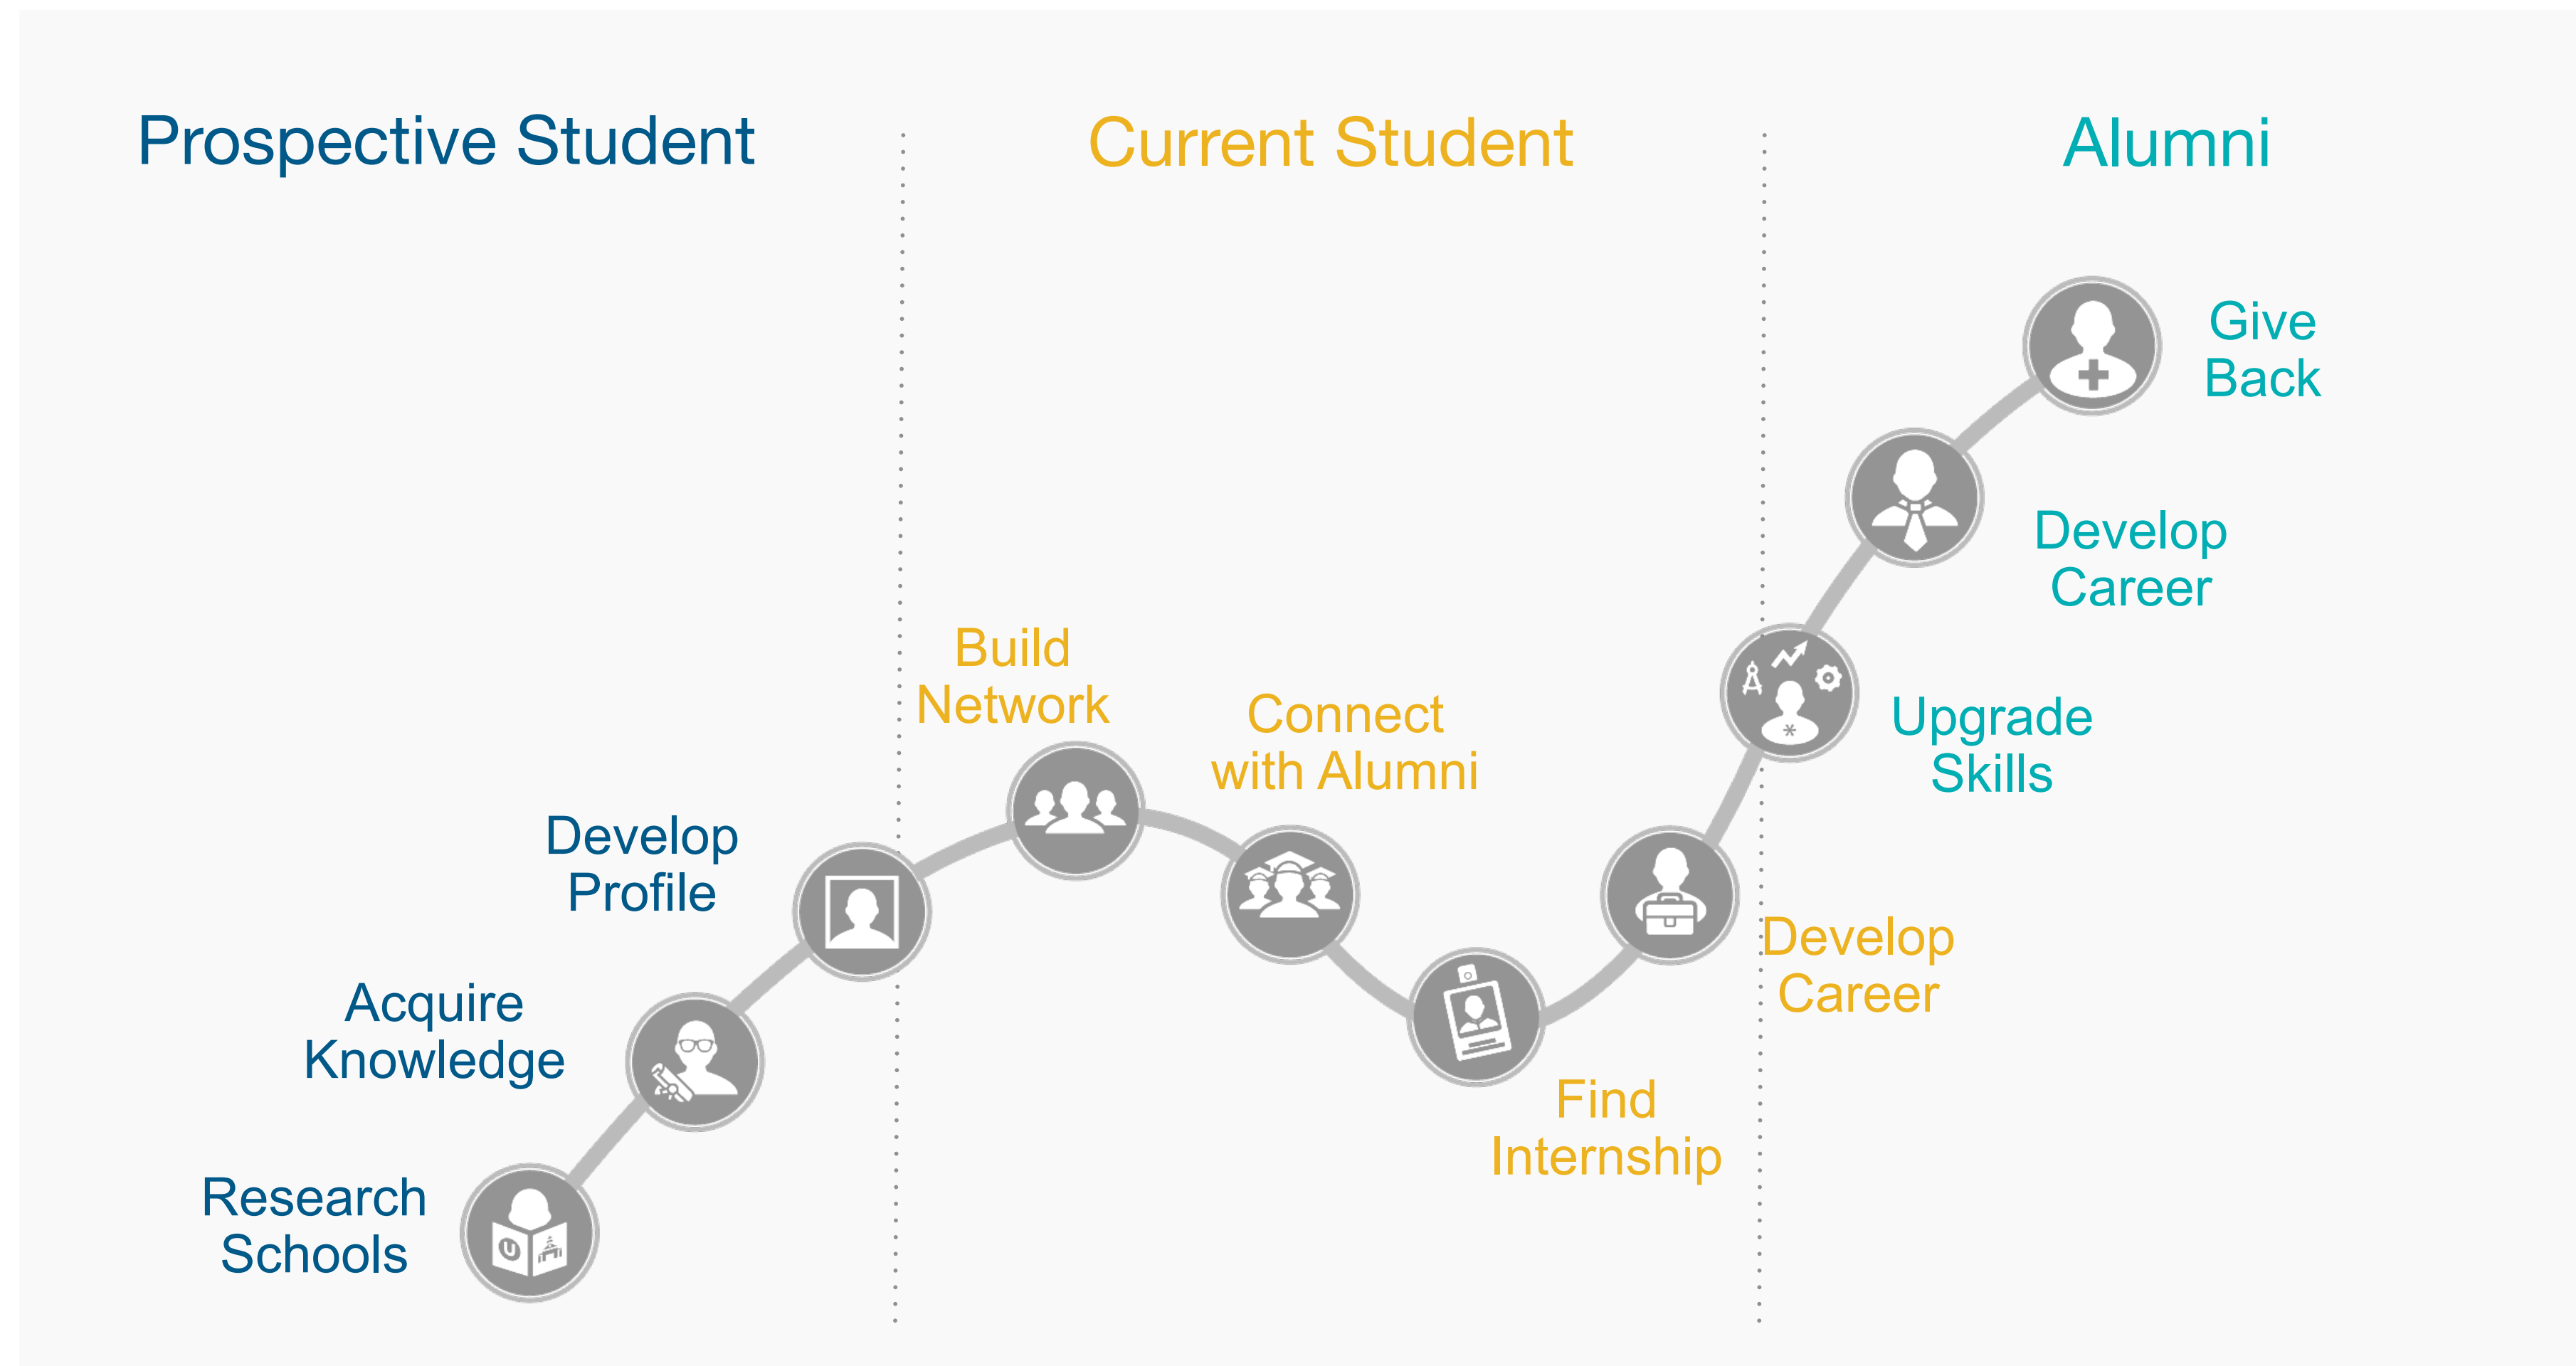 Prospective Student
Current Student
Alumni
Give
Back
Develop
Career
Build
Network
Connect
with Alumni
Upgrade
Skills
Develop
Profile
Develop
Career
Acquire
Knowledge
Find
Internship
Research
Schools
U